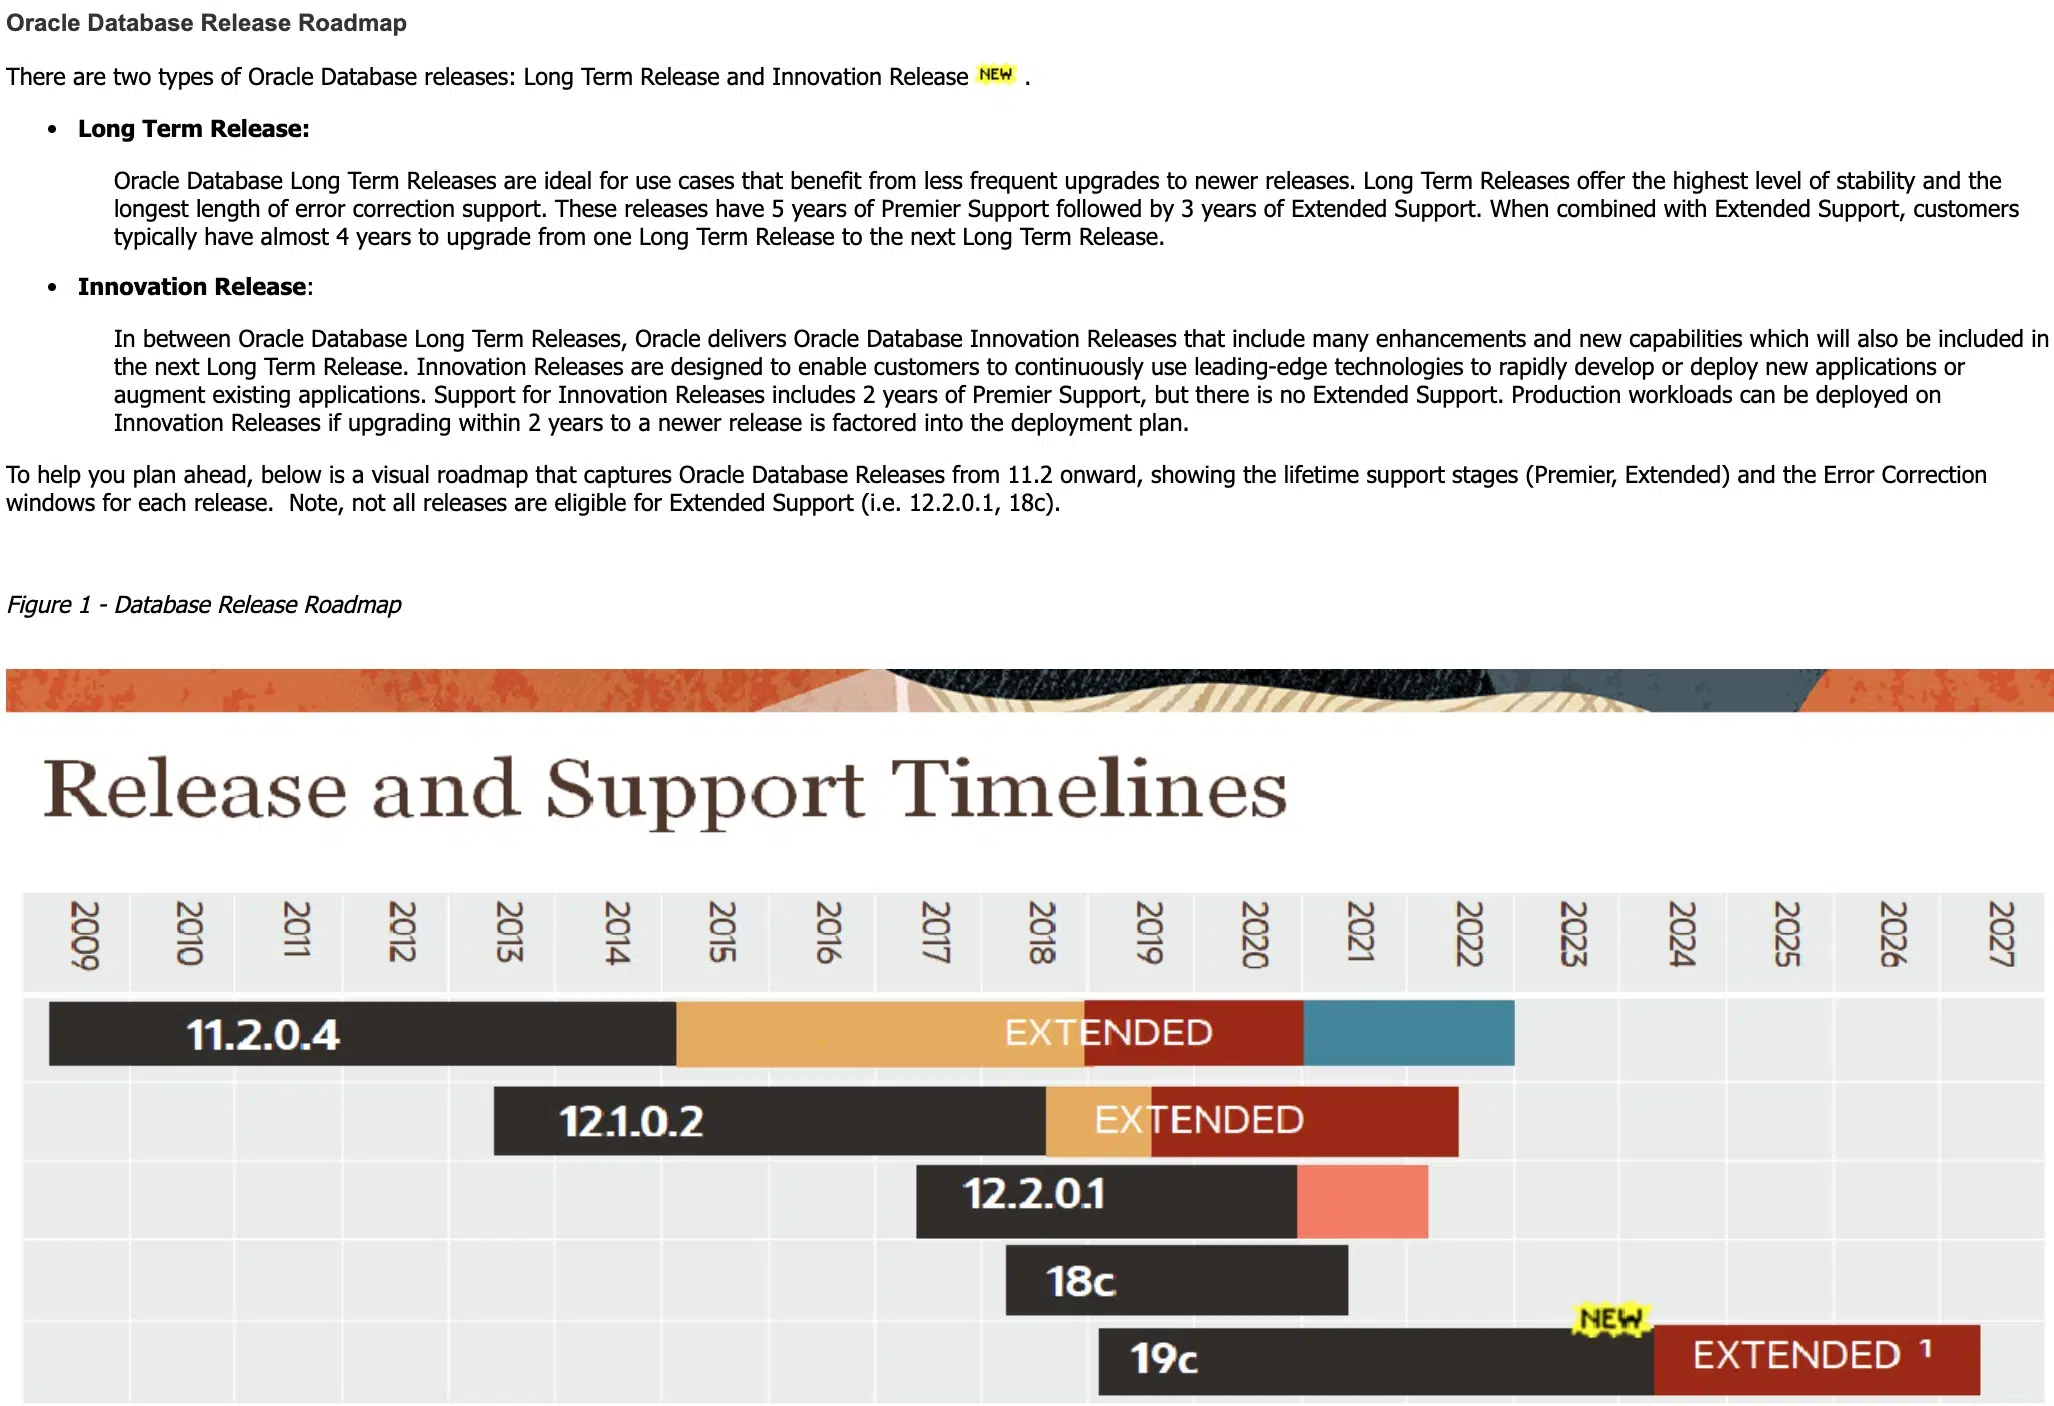 Oracle Database Release Roadmap
There are two types of Oracle Database releases: Long Term Release and Innovation Release NEW .
• Long Term Release:
Oracle Database Long Term Releases are ideal for use cases that benefit from less frequent upgrades to newer releases. Long Term Releases offer the highest level of stability and the
longest length of error correction support. These releases have 5 years of Premier Support followed by 3 years of Extended Support. When combined with Extended Support, customers
typically have almost 4 years to upgrade from one Long Term Release to the next Long Term Release.
• Innovation Release:
In between Oracle Database Long Term Releases, Oracle delivers Oracle Database Innovation Releases that include many enhancements and new capabilities which will also be included in
the next Long Term Release. Innovation Releases are designed to enable customers to continuously use leading-edge technologies to rapidly develop or deploy new applications or
augment existing applications. Support for Innovation Releases includes 2 years of Premier Support, but there is no Extended Support. Production workloads can be deployed on
Innovation Releases if upgrading within 2 years to a newer release is factored into the deployment plan.
To help you plan ahead, below is a visual roadmap that captures Oracle Database Releases from 11.2 onward, showing the lifetime support stages (Premier, Extended) and the Error Correction
windows for each release.  Note, not all releases are eligible for Extended Support (i.e. 12.2.0.1, 18c).
Figure 1 - Database Release Roadmap
Release and Support Timelines
2009 2010 2011 2012 2013 2014 2015 2016 2017 2018 2019 2020 2021 2022 2023 2024 2025 2026 2027
11.2.0.4 EXTENDED
12.1.0.2 EXTENDED
12.2.0.1
18c
NEW
19c EXTENDED 1